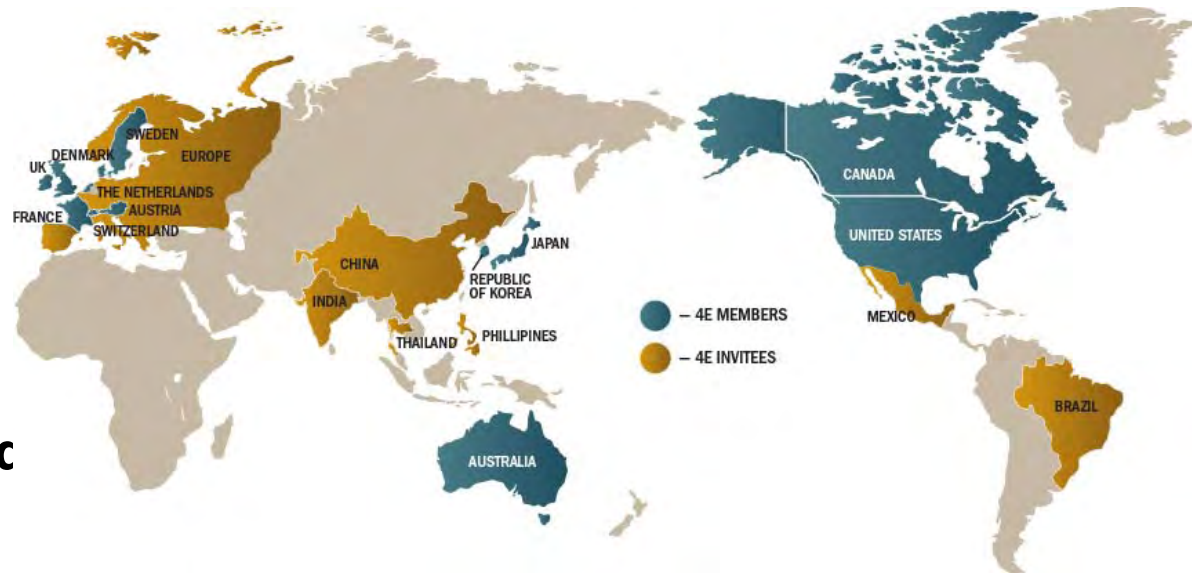 SWEDEN
DENMARK
EUROPE
UK
THE NETHERLANDS
AUSTRIA
FRANCE
SWITZERLAND
CHINA
JAPAN
REPUBLIC
OF KOREA
INDIA
THAILAND
PHILLIPINES
AUSTRALIA
– 4E MEMBERS
– 4E INVITEES
CANADA
UNITED STATES
MEXICO
BRAZIL
c